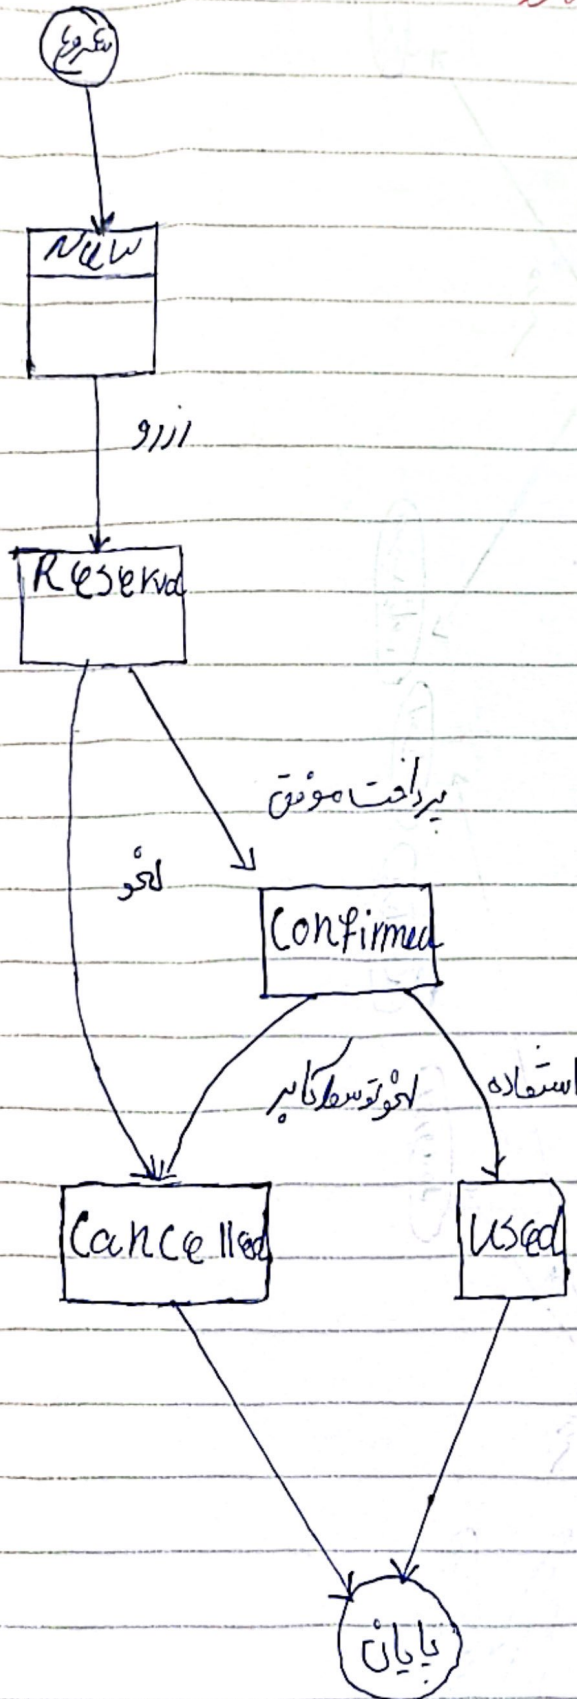 شروع
New
رزرو
Reserved
پرداخت موفق
لغو
Confirmed
لغو توسط کاربر
استفاده
Cancelled
Used
پایان